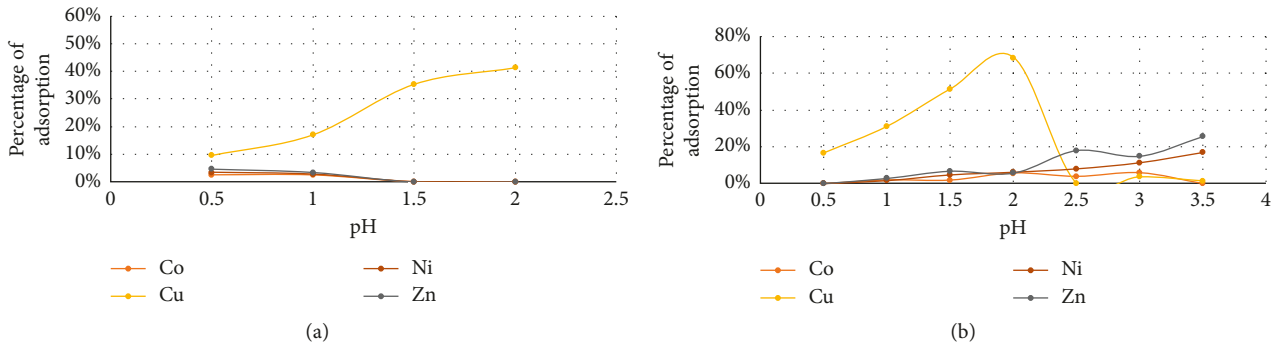 60%
50%
40%
30%
20%
10%
0%
Percentage of
adsorption
0 0.5 1 1.5 2 2.5
pH
Co Ni
Cu Zn
(a)
80%
60%
40%
20%
0%
Percentage of
adsorption
0 0.5 1 1.5 2 2.5 3 3.5 4
pH
Co Ni
Cu Zn
(b)